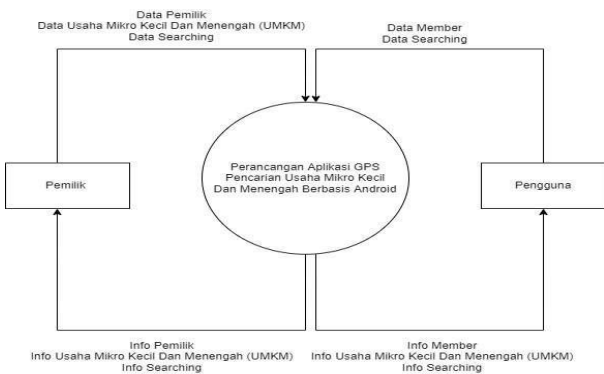 Data Pemilik
Data Usaha Mikro Kecil Dan Menengah (UMKM)
Data Searching
Data Member
Data Searching
Pemilik
Perancangan Aplikasi GPS
Pencarian Usaha Mikro Kecil
Dan Menengah Berbasis Android
Pengguna
Info Pemilik
Info Usaha Mikro Kecil Dan Menengah (UMKM)
Info Searching
Info Member
Info Usaha Mikro Kecil Dan Menengah (UMKM)
Info Searching